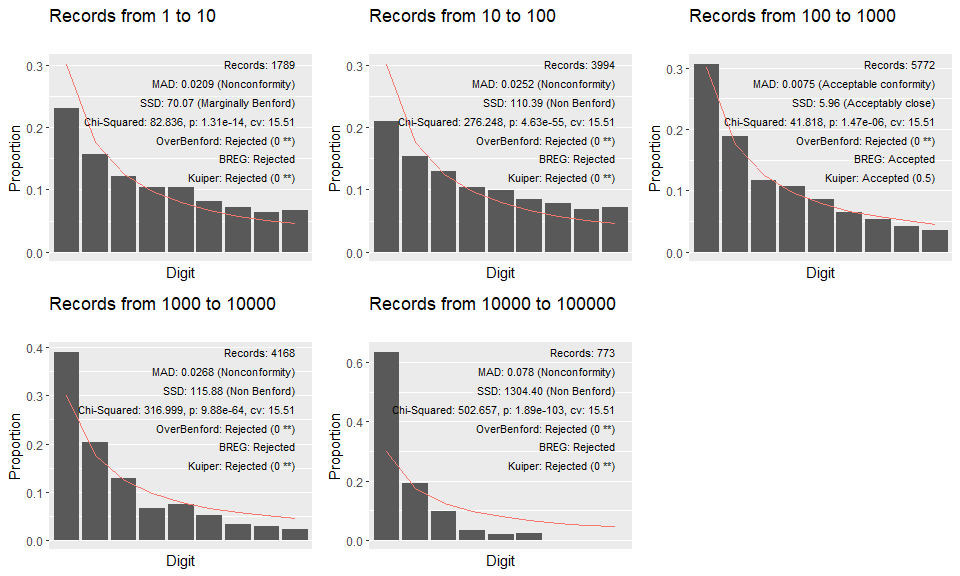 Records from 1 to 10
Proportion
0.3
0.2
0.1
0.0
Records: 1789
MAD: 0.0209 (Nonconformity)
SSD: 70.07 (Marginally Benford)
Chi-Squared: 82.836, p: 1.31e-14, cv: 15.51
OverBenford: Rejected (0 **)
BREG: Rejected
Kuiper: Rejected (0 **)
Digit
Records from 10 to 100
Proportion
0.3
0.2
0.1
0.0
Records: 3994
MAD: 0.0252 (Nonconformity)
SSD: 110.39 (Non Benford)
Chi-Squared: 276.248, p: 4.63e-55, cv: 15.51
OverBenford: Rejected (0 **)
BREG: Rejected
Kuiper: Rejected (0 **)
Digit
Records from 100 to 1000
Proportion
0.3
0.2
0.1
0.0
Records: 5772
MAD: 0.0075 (Acceptable conformity)
SSD: 5.96 (Acceptably close)
Chi-Squared: 41.818, p: 1.47e-06, cv: 15.51
OverBenford: Rejected (0 **)
BREG: Accepted
Kuiper: Accepted (0.5)
Digit
Records from 1000 to 10000
Proportion
0.4
0.3
0.2
0.1
0.0
Records: 4168
MAD: 0.0268 (Nonconformity)
SSD: 115.88 (Non Benford)
Chi-Squared: 316.999, p: 9.88e-64, cv: 15.51
OverBenford: Rejected (0 **)
BREG: Rejected
Kuiper: Rejected (0 **)
Digit
Records from 10000 to 100000
Proportion
0.6
0.4
0.2
0.0
Records: 773
MAD: 0.078 (Nonconformity)
SSD: 1304.40 (Non Benford)
Chi-Squared: 502.657, p: 1.89e-103, cv: 15.51
OverBenford: Rejected (0 **)
BREG: Rejected
Kuiper: Rejected (0 **)
Digit